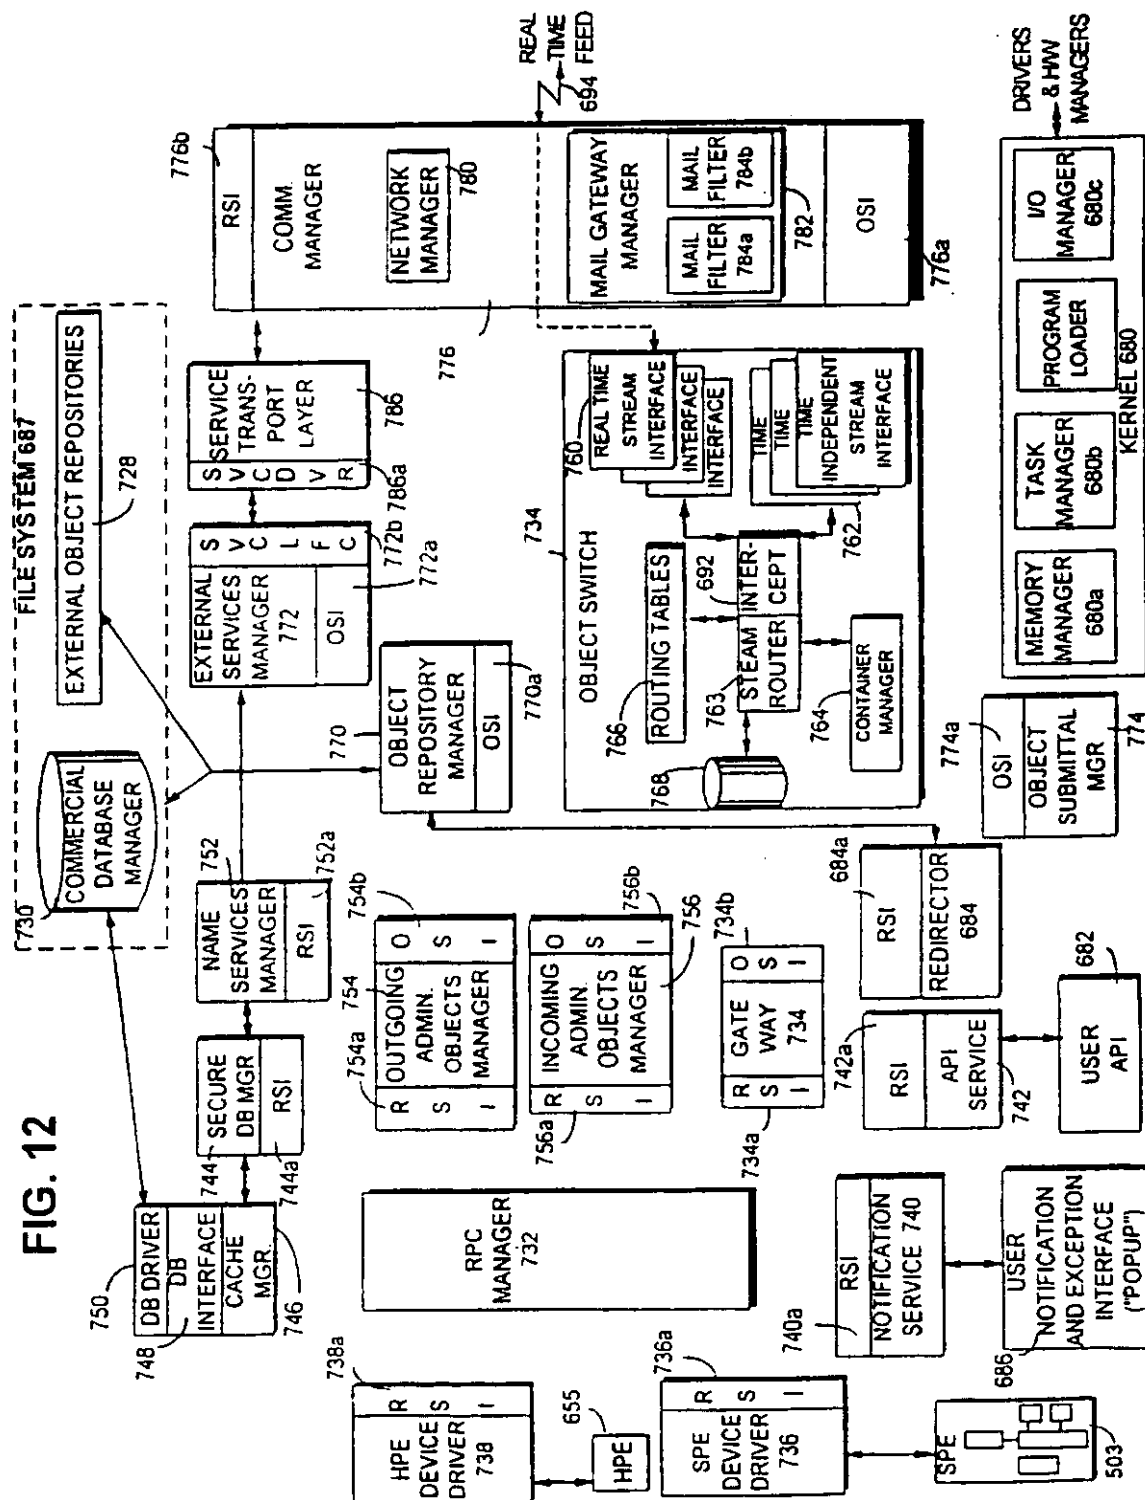 FIG. 12
FILE SYSTEM 687
EXTERNAL OBJECT REPOSITORIES
728
COMMERCIAL
DATABASE
MANAGER
730
750
DB DRIVER
DB
INTERFACE
748
CACHE
MGR.
746
744
SECURE
DB MGR
RSI
744a
NAME
SERVICES
MANAGER
752
RSI
752a
EXTERNAL
SERVICES
MANAGER
772
OSI
772a
S
V
C
L
F
C
772b
S
V
C
D
V
R
786a
SERVICE
TRANS-
PORT
LAYER
786
776b
RSI
COMM.
MANAGER
NETWORK
MANAGER
780
776
REAL
TIME
FEED
694
MAIL GATEWAY
MANAGER
MAIL
FILTER
784a
MAIL
FILTER
784b
782
OSI
776a
754a
R
S
I
754
OUTGOING
ADMIN.
OBJECTS
MANAGER
O
S
I
754b
756a
R
S
I
INCOMING
ADMIN.
OBJECTS
MANAGER
756
O
S
I
756b
770
OBJECT
REPOSITORY
MANAGER
OSI
770a
734
OBJECT SWITCH
760
REAL TIME
STREAM
INTERFACE
INTERFACE
INTERFACE
TIME
TIME
TIME
INDEPENDENT
STREAM
INTERFACE
762
766
ROUTING TABLES
692
763
STEAM
ROUTER
INTER-
CEPT
764
CONTAINER
MANAGER
768
RPC
MANAGER
732
734a
R
S
I
GATE
WAY
734
O
S
I
734b
738a
HPE
DEVICE
DRIVER
738
R
S
I
655
HPE
736a
SPE
DEVICE
DRIVER
736
R
S
I
SPE
503
740a
RSI
NOTIFICATION
SERVICE 740
686
USER
NOTIFICATION
AND EXCEPTION
INTERFACE
("POPUP")
742a
RSI
API
SERVICE
742
USER
API
682
684a
RSI
REDIRECTOR
684
774a
OSI
OBJECT
SUBMITTAL
MGR
774
MEMORY
MANAGER
680a
TASK
MANAGER
680b
PROGRAM
LOADER
I/O
MANAGER
680c
KERNEL 680
DRIVERS
& H/W
MANAGERS